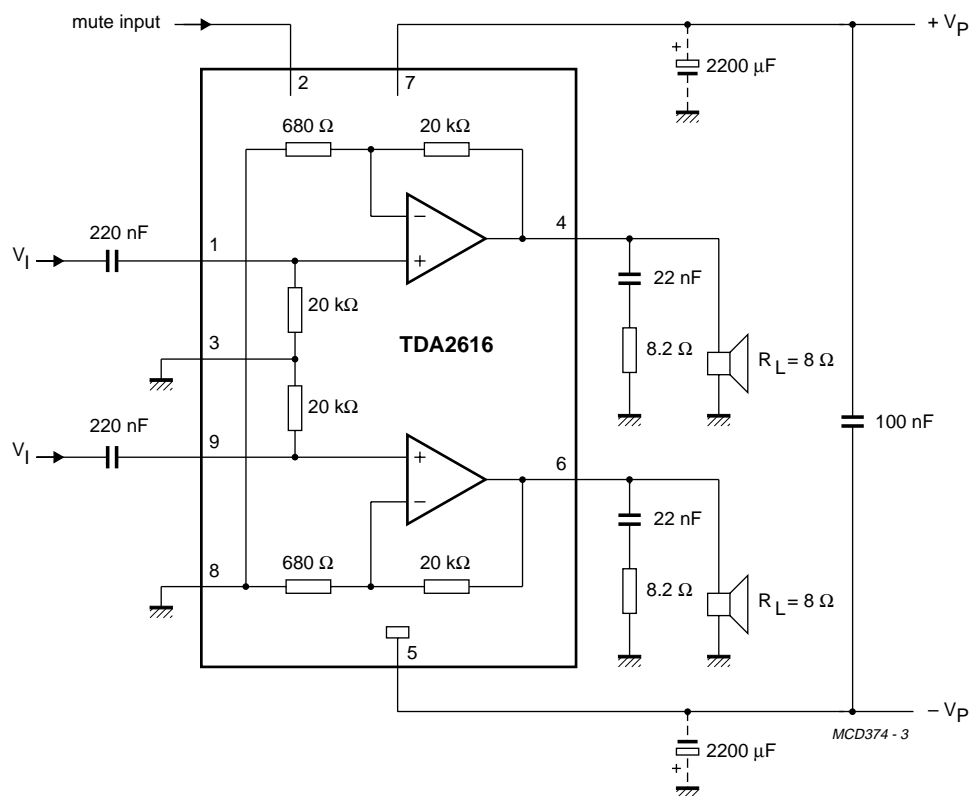 mute input
+ VP
2
7
+
2200 µF
680 Ω
20 kΩ
4
−
+
220 nF
1
VI
22 nF
20 kΩ
3
TDA2616
8.2 Ω
RL = 8 Ω
20 kΩ
100 nF
220 nF
9
VI
+
−
6
22 nF
680 Ω
20 kΩ
8
8.2 Ω
RL = 8 Ω
5
− VP
MCD374 - 3
2200 µF
+